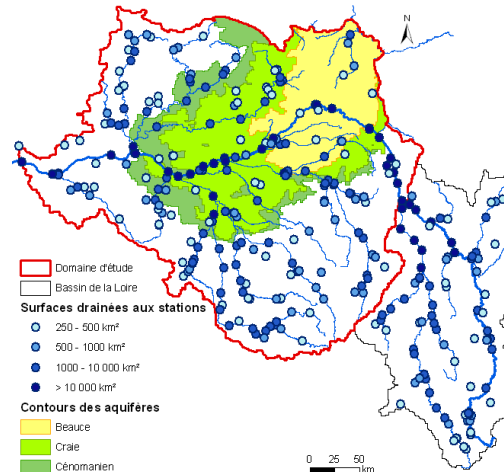 N
Domaine d'étude
Bassin de la Loire
Surfaces drainées aux stations
250 - 500 km²
500 - 1000 km²
1000 - 10 000 km²
> 10 000 km²
Contours des aquifères
Beauce
Craie
Cénomanien
0 25 50
km